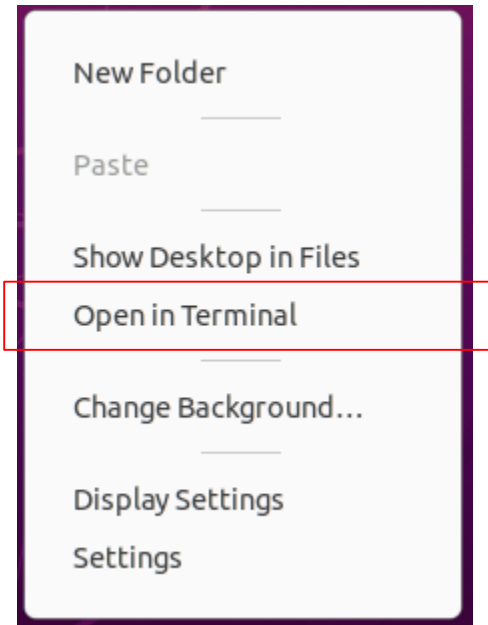 New Folder
Paste
Show Desktop in Files
Open in Terminal
Change Background...
Display Settings
Settings